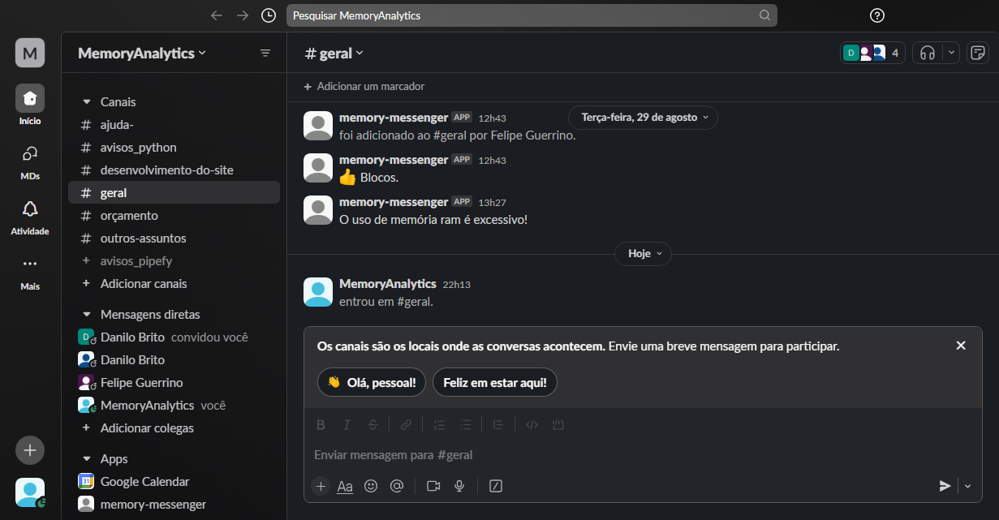 Pesquisar MemoryAnalytics
M
Início
MDs
Atividade
Mais
MemoryAnalytics
Canais
# ajuda-
# avisos_python
# desenvolvimento-do-site
# geral
# orçamento
# outros-assuntos
+ avisos_pipefy
+ Adicionar canais
Mensagens diretas
D Danilo Brito convidou você
Danilo Brito
Felipe Guerrino
MemoryAnalytics você
+ Adicionar colegas
Apps
31 Google Calendar
memory-messenger
# geral
D 4
+ Adicionar um marcador
Terça-feira, 29 de agosto
memory-messenger APP 12h43
foi adicionado ao #geral por Felipe Guerrino.
memory-messenger APP 12h43
👍 Blocos.
memory-messenger APP 13h27
O uso de memória ram é excessivo!
Hoje
MemoryAnalytics 22h13
entrou em #geral.
Os canais são os locais onde as conversas acontecem. Envie uma breve mensagem para participar.
👋 Olá, pessoal! Feliz em estar aqui!
B I S
Enviar mensagem para #geral
+ Aa @